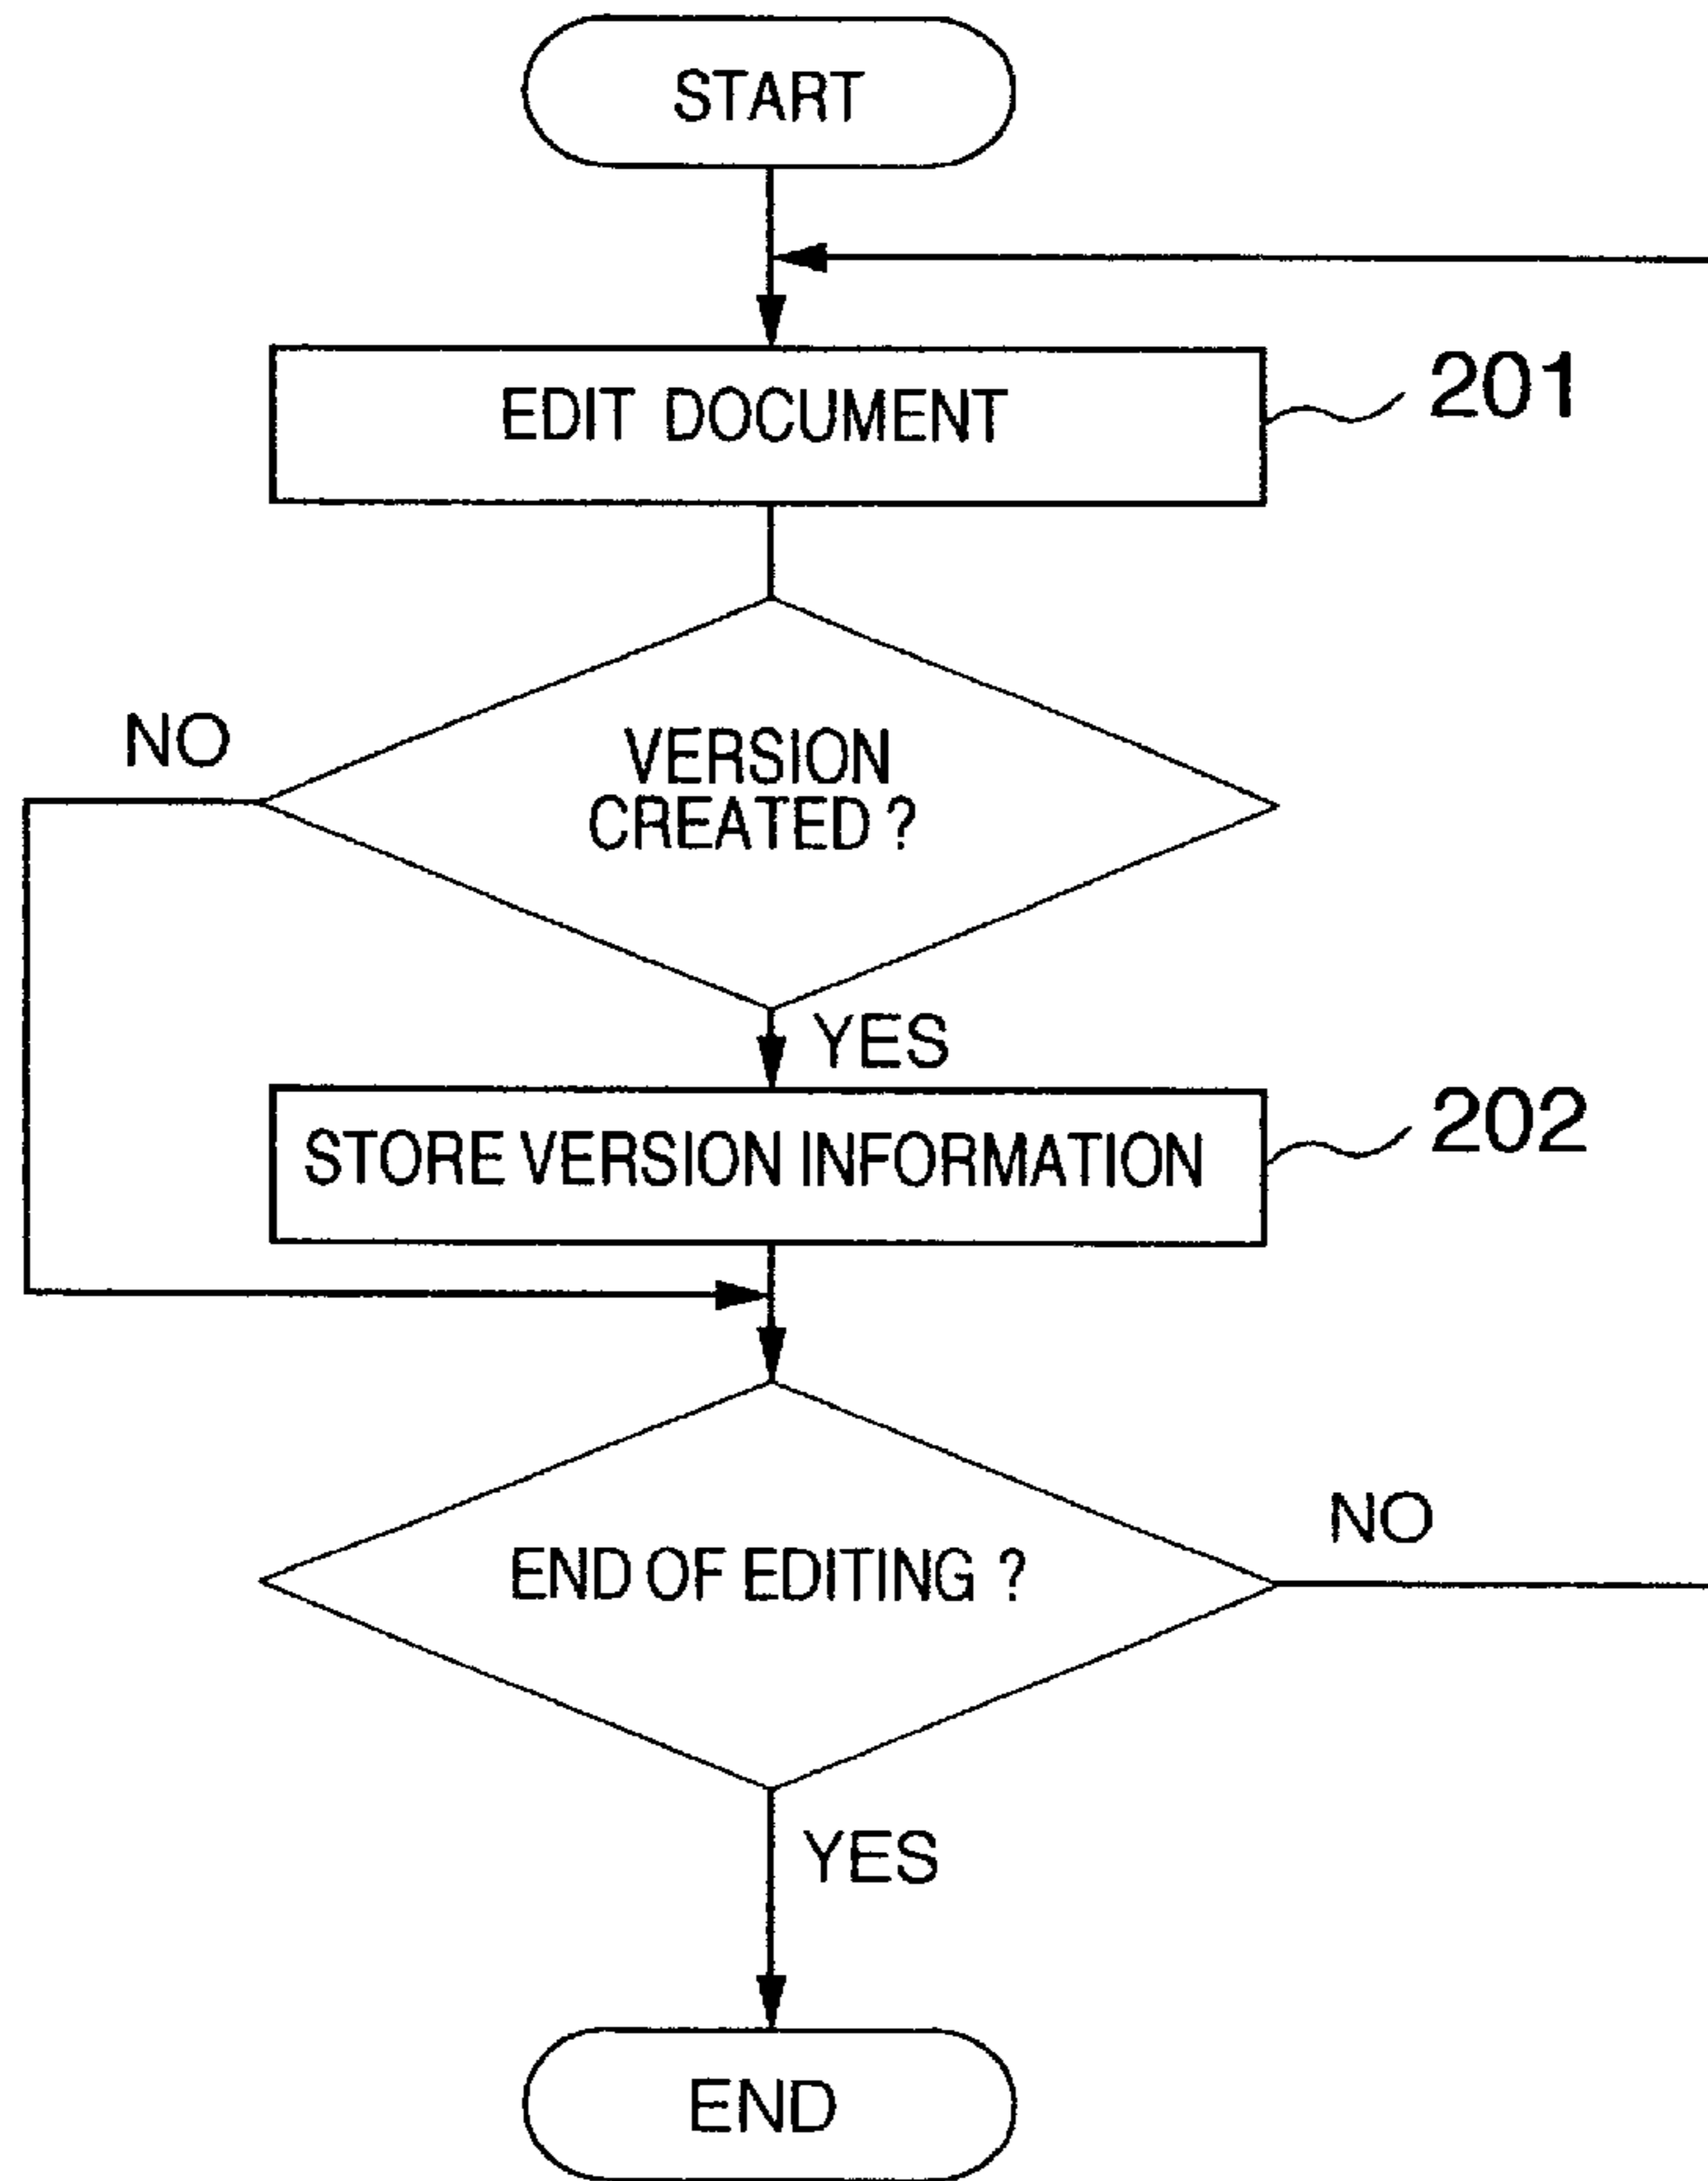 START
EDIT DOCUMENT
201
NO
VERSION
CREATED ?
YES
STORE VERSION INFORMATION
202
END OF EDITING ?
NO
YES
END